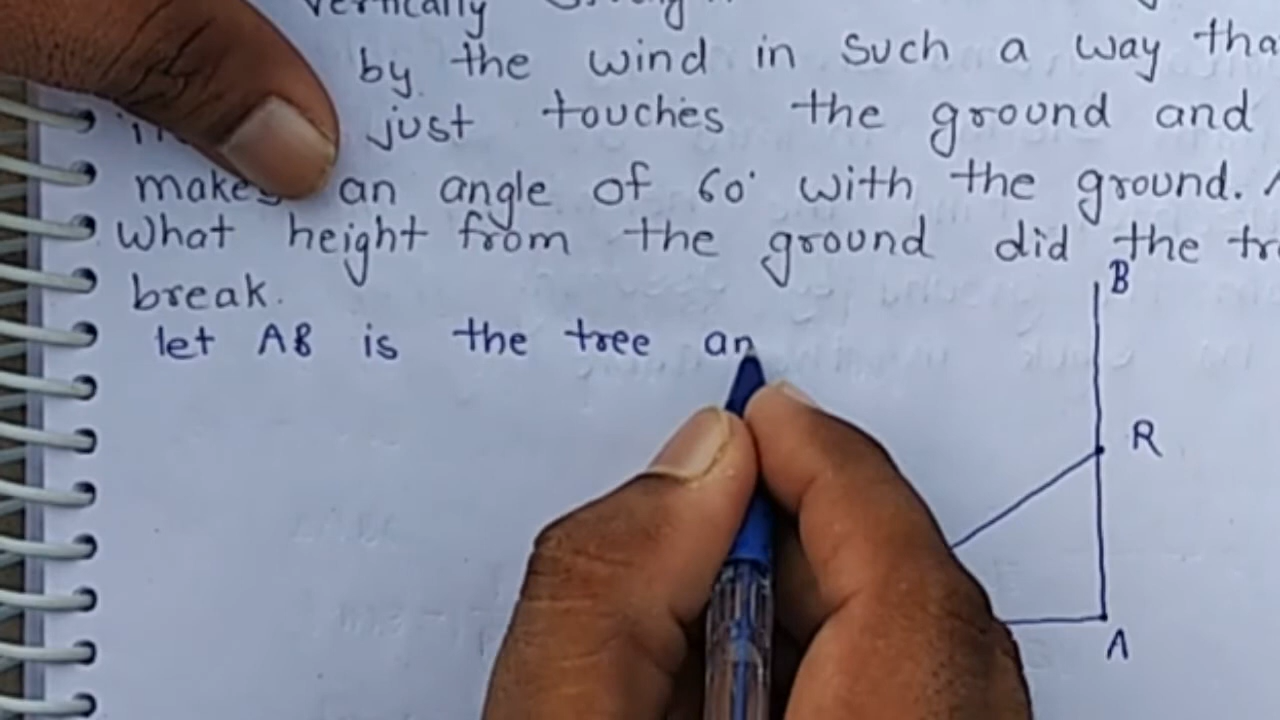 vertically
by the wind in such a way tha
just touches the ground and
makes an angle of 60° with the ground.
What height from the ground did the tr
break.
let AB is the tree an
B
R
A